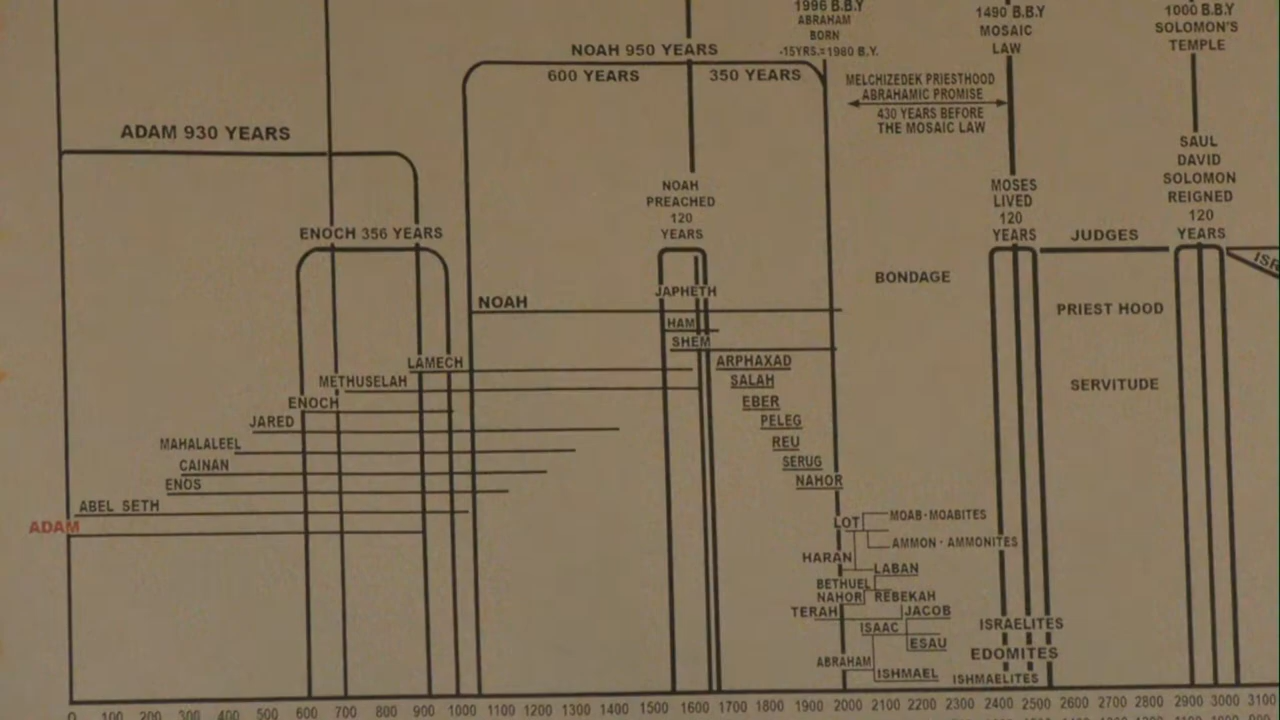 1996 B.B.Y
ABRAHAM
BORN
-15YRS.=1980 B.Y.
1490 B.B.Y
MOSAIC
LAW
1000 B.B.Y
SOLOMON'S
TEMPLE
NOAH 950 YEARS
600 YEARS
350 YEARS
MELCHIZEDEK PRIESTHOOD
ABRAHAMIC PROMISE
430 YEARS BEFORE
THE MOSAIC LAW
ADAM 930 YEARS
SAUL
DAVID
SOLOMON
REIGNED
120
YEARS
NOAH
PREACHED
120
YEARS
MOSES
LIVED
120
YEARS
ENOCH 356 YEARS
JUDGES
BONDAGE
PRIEST HOOD
SERVITUDE
JAPHETH
NOAH
HAM
SHEM
LAMECH
ARPHAXAD
METHUSELAH
SALAH
ENOCH
EBER
JARED
PELEG
MAHALALEEL
REU
CAINAN
SERUG
ENOS
NAHOR
ABEL SETH
ADAM
LOT
MOAB-MOABITES
AMMON - AMMONITES
HARAN
LABAN
BETHUEL
NAHOR
REBEKAH
TERAH
JACOB
ISAAC
ESAU
ISRAELITES
EDOMITES
ABRAHAM
ISHMAEL
ISHMAELITES
0 100 200 300 400 500 600 700 800 900 1000 1100 1200 1300 1400 1500 1600 1700 1800 1900 2000 2100 2200 2300 2400 2500 2600 2700 2800 2900 3000 3100